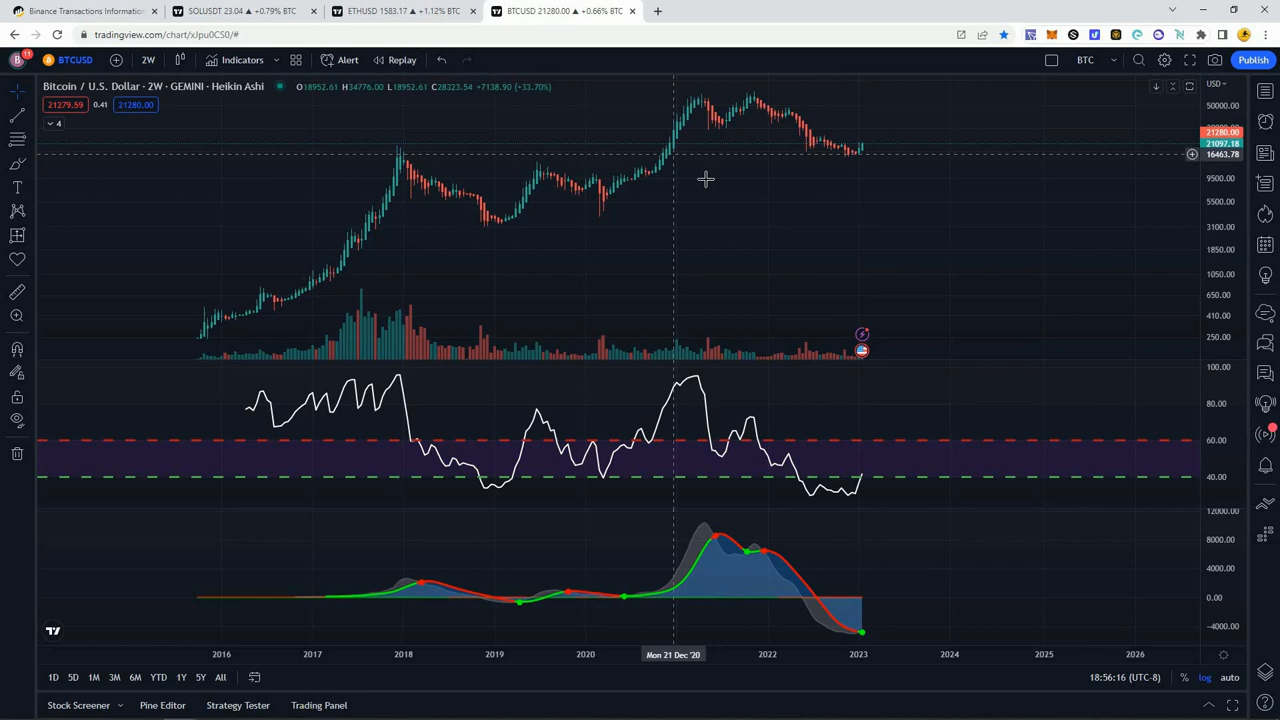 Binance Transactions Information
SOLUSDT 23.04 ▲ +0.79% BTC
ETHUSD 1583.17 ▲ +1.12% BTC
BTCUSD 21280.00 ▲ +0.66% BTC
tradingview.com/chart/xJpu0CS0/#
B 11 BTCUSD 2W Indicators Alert Replay BTC Publish
Bitcoin / U.S. Dollar · 2W · GEMINI · Heikin Ashi O18952.61 H34776.00 L18952.61 C28323.54 +7138.90 (+33.70%) USD
21279.59 0.41 21280.00
4
50000.00
21280.00
21097.18
16463.78
9500.00
5500.00
3100.00
1850.00
1050.00
650.00
410.00
250.00
100.00
80.00
60.00
40.00
12000.00
8000.00
4000.00
0.00
−4000.00
2016 2017 2018 2019 2020 Mon 21 Dec '20 2022 2023 2024 2025 2026
1D 5D 1M 3M 6M YTD 1Y 5Y All 18:56:16 (UTC-8) % log auto
Stock Screener Pine Editor Strategy Tester Trading Panel